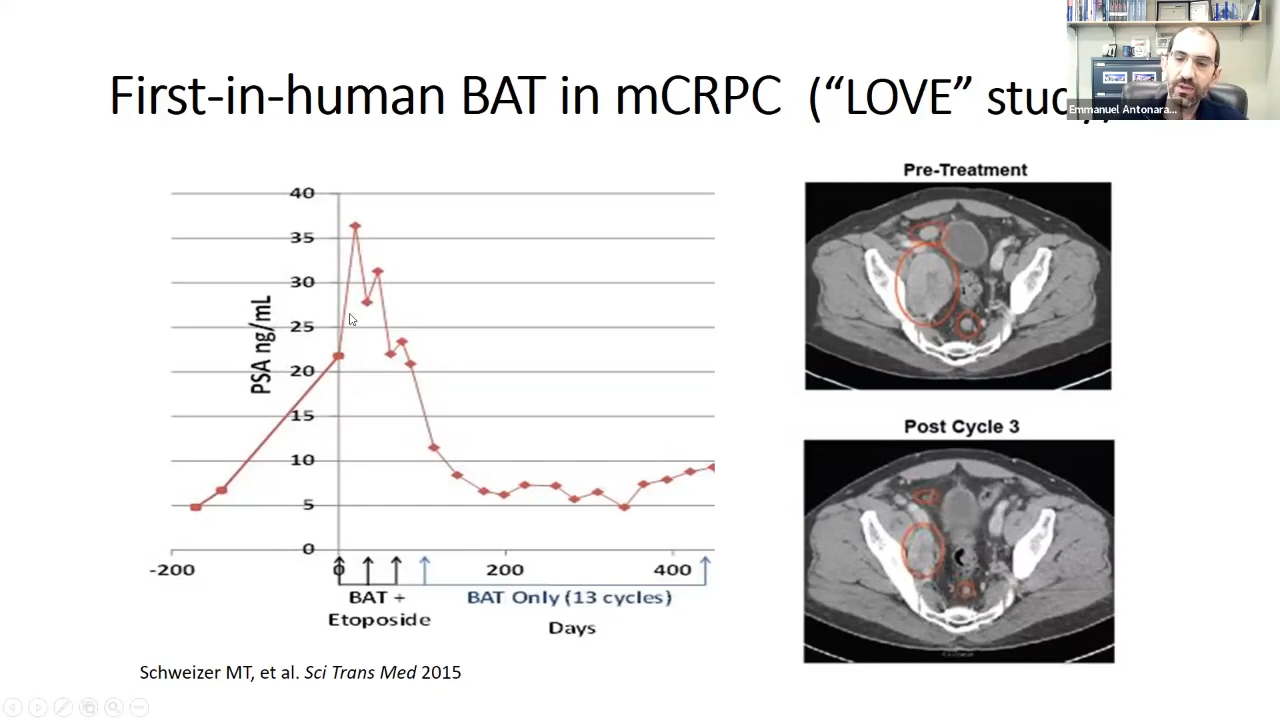 First-in-human BAT in mCRPC ("LOVE"
Emmanuel Antonara...
Pre-Treatment
40
35
30
25
20
15
10
5
0
PSA ng/mL
-200
0
200
400
BAT +
Etoposide
BAT Only (13 cycles)
Days
Post Cycle 3
Schweizer MT, et al. Sci Trans Med 2015